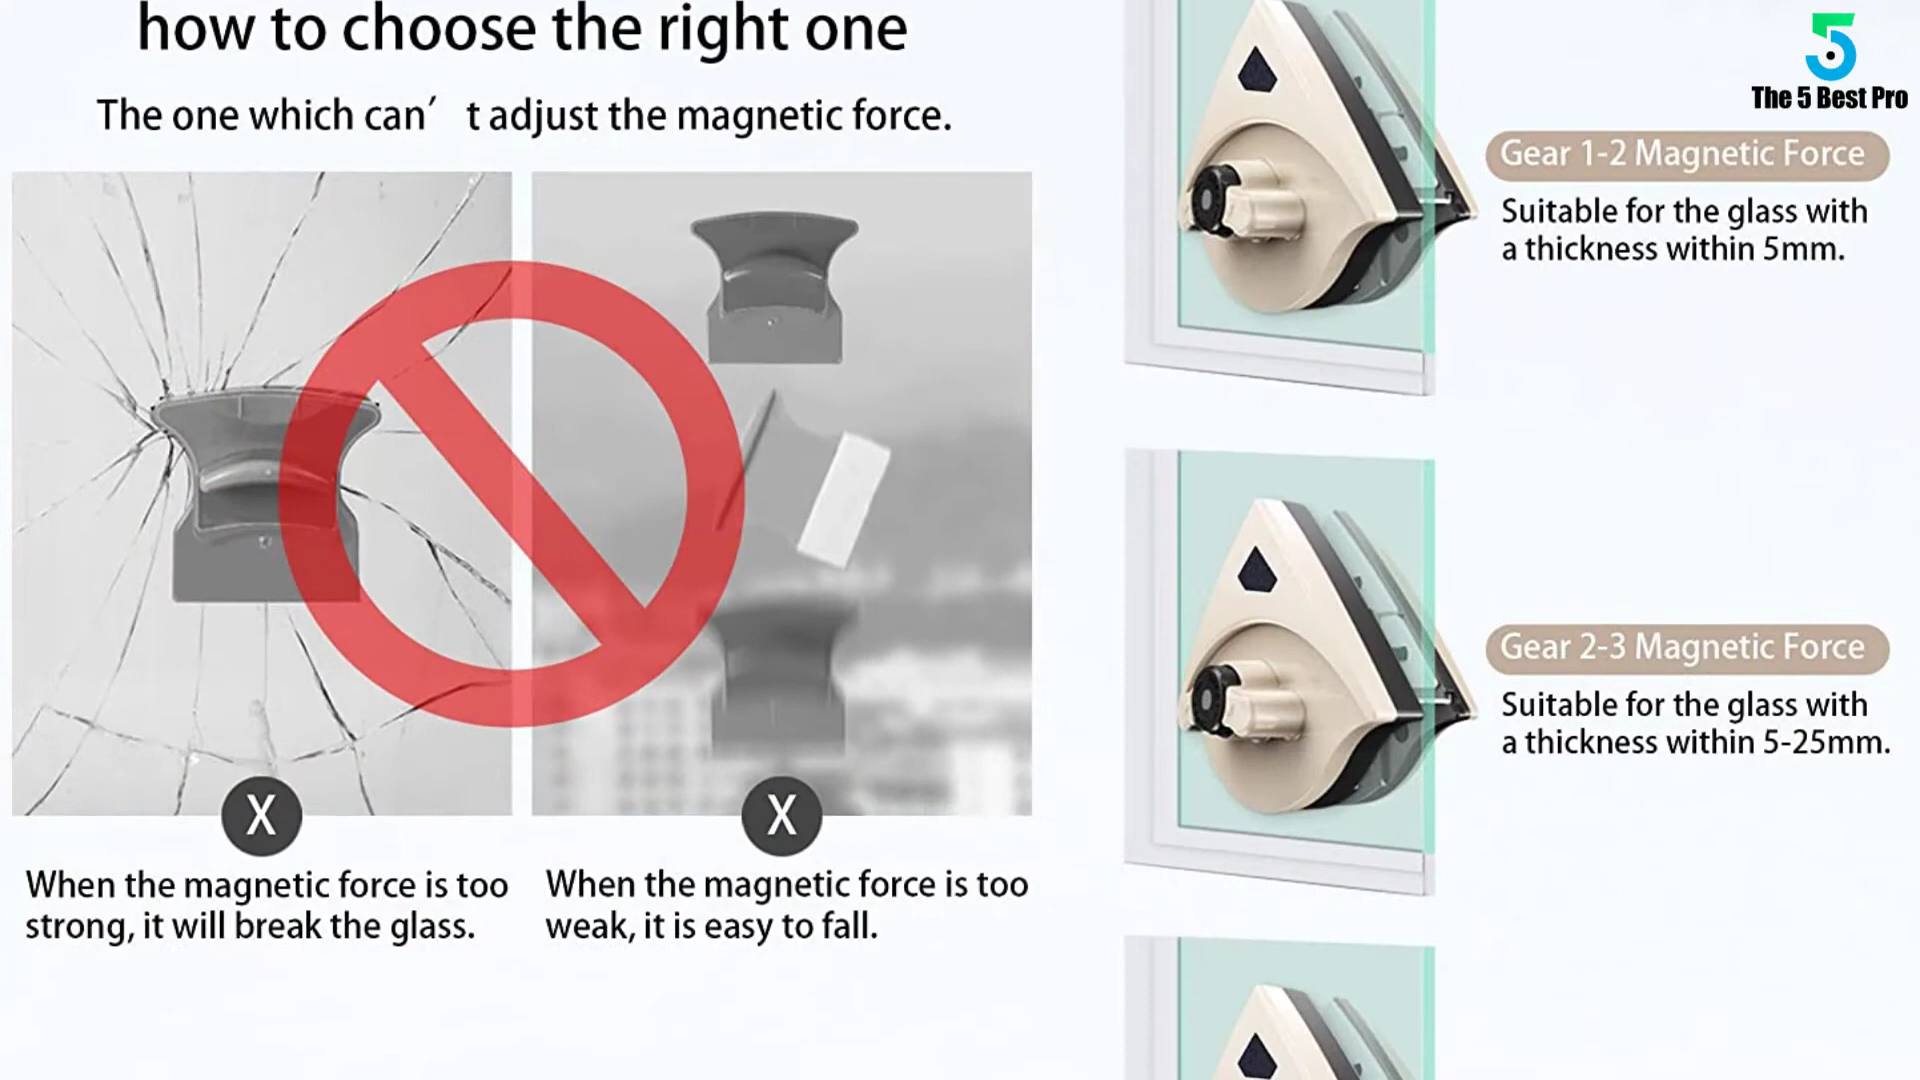 how to choose the right one
The one which can’ t adjust the magnetic force.
X
When the magnetic force is too
strong, it will break the glass.
X
When the magnetic force is too
weak, it is easy to fall.
5
The 5 Best Pro
Gear 1-2 Magnetic Force
Suitable for the glass with
a thickness within 5mm.
Gear 2-3 Magnetic Force
Suitable for the glass with
a thickness within 5-25mm.